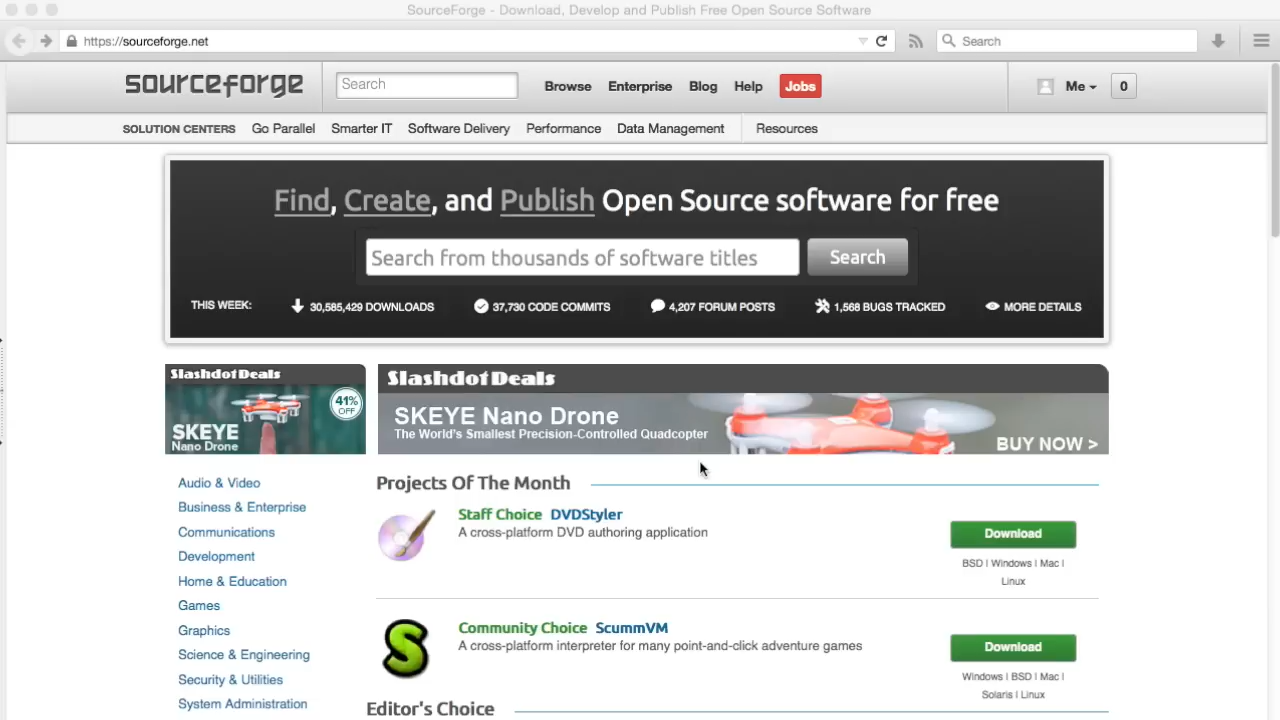 SourceForge - Download, Develop and Publish Free Open Source Software
https://sourceforge.net
Search
sourceforge
Search
Browse
Enterprise
Blog
Help
Jobs
Me
0
SOLUTION CENTERS
Go Parallel
Smarter IT
Software Delivery
Performance
Data Management
Resources
Find, Create, and Publish Open Source software for free
Search from thousands of software titles
Search
THIS WEEK:
30,585,429 DOWNLOADS
37,730 CODE COMMITS
4,207 FORUM POSTS
1,568 BUGS TRACKED
MORE DETAILS
Slashdot Deals
41%
OFF
SKEYE
Nano Drone
Slashdot Deals
SKEYE Nano Drone
The World's Smallest Precision-Controlled Quadcopter
BUY NOW >
Audio & Video
Business & Enterprise
Communications
Development
Home & Education
Games
Graphics
Science & Engineering
Security & Utilities
System Administration
Projects Of The Month
Staff Choice DVDStyler
A cross-platform DVD authoring application
Download
BSD | Windows | Mac |
Linux
Community Choice ScummVM
A cross-platform interpreter for many point-and-click adventure games
Download
Windows | BSD | Mac |
Solaris | Linux
Editor's Choice